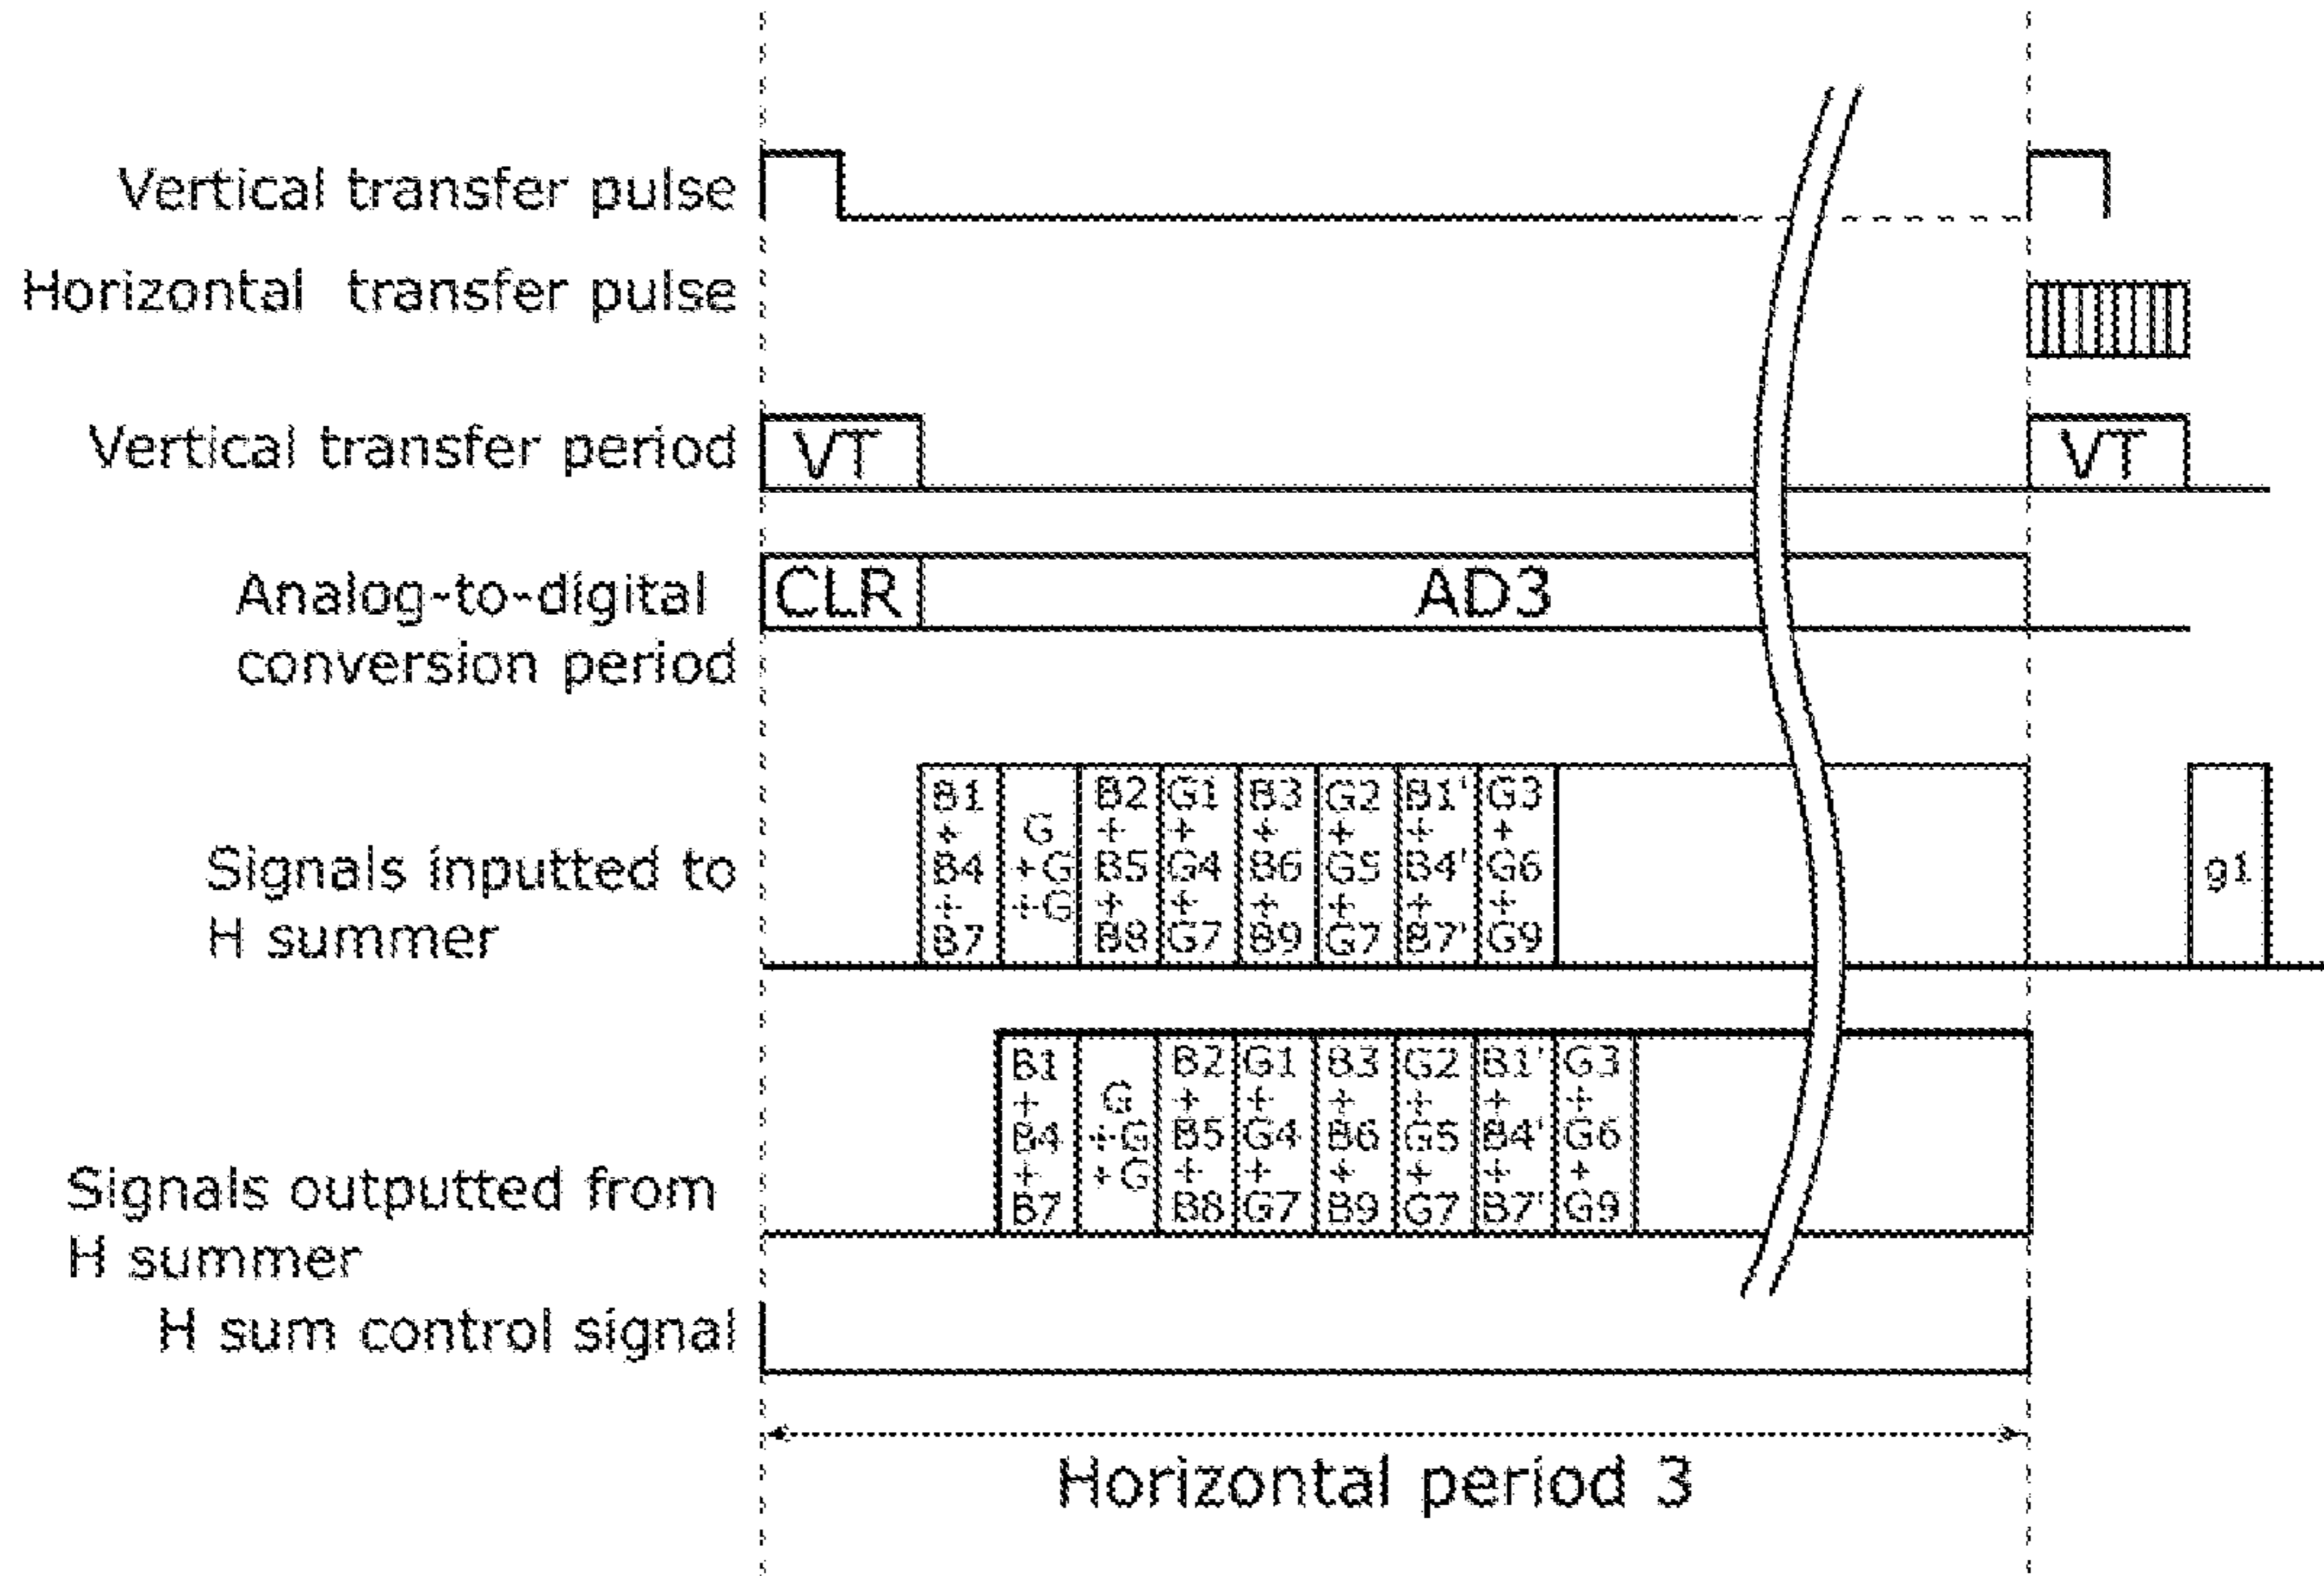 Vertical transfer pulse
Horizontal transfer pulse
Vertical transfer period
VT
VT
Analog-to-digital
conversion period
CLR
AD3
Signals inputted to
H summer
B1 + B4 + B7
G +G +G
B2 + B5 + B8
G1 + G4 + G7
B3 + B6 + B9
G2 + G5 + G7
B1' + B4' + B7'
G3 + G6 + G9
g1
Signals outputted from
H summer
B1 + B4 + B7
G +G +G
B2 + B5 + B8
G1 + G4 + G7
B3 + B6 + B9
G2 + G5 + G7
B1' + B4' + B7'
G3 + G6 + G9
H sum control signal
Horizontal period 3